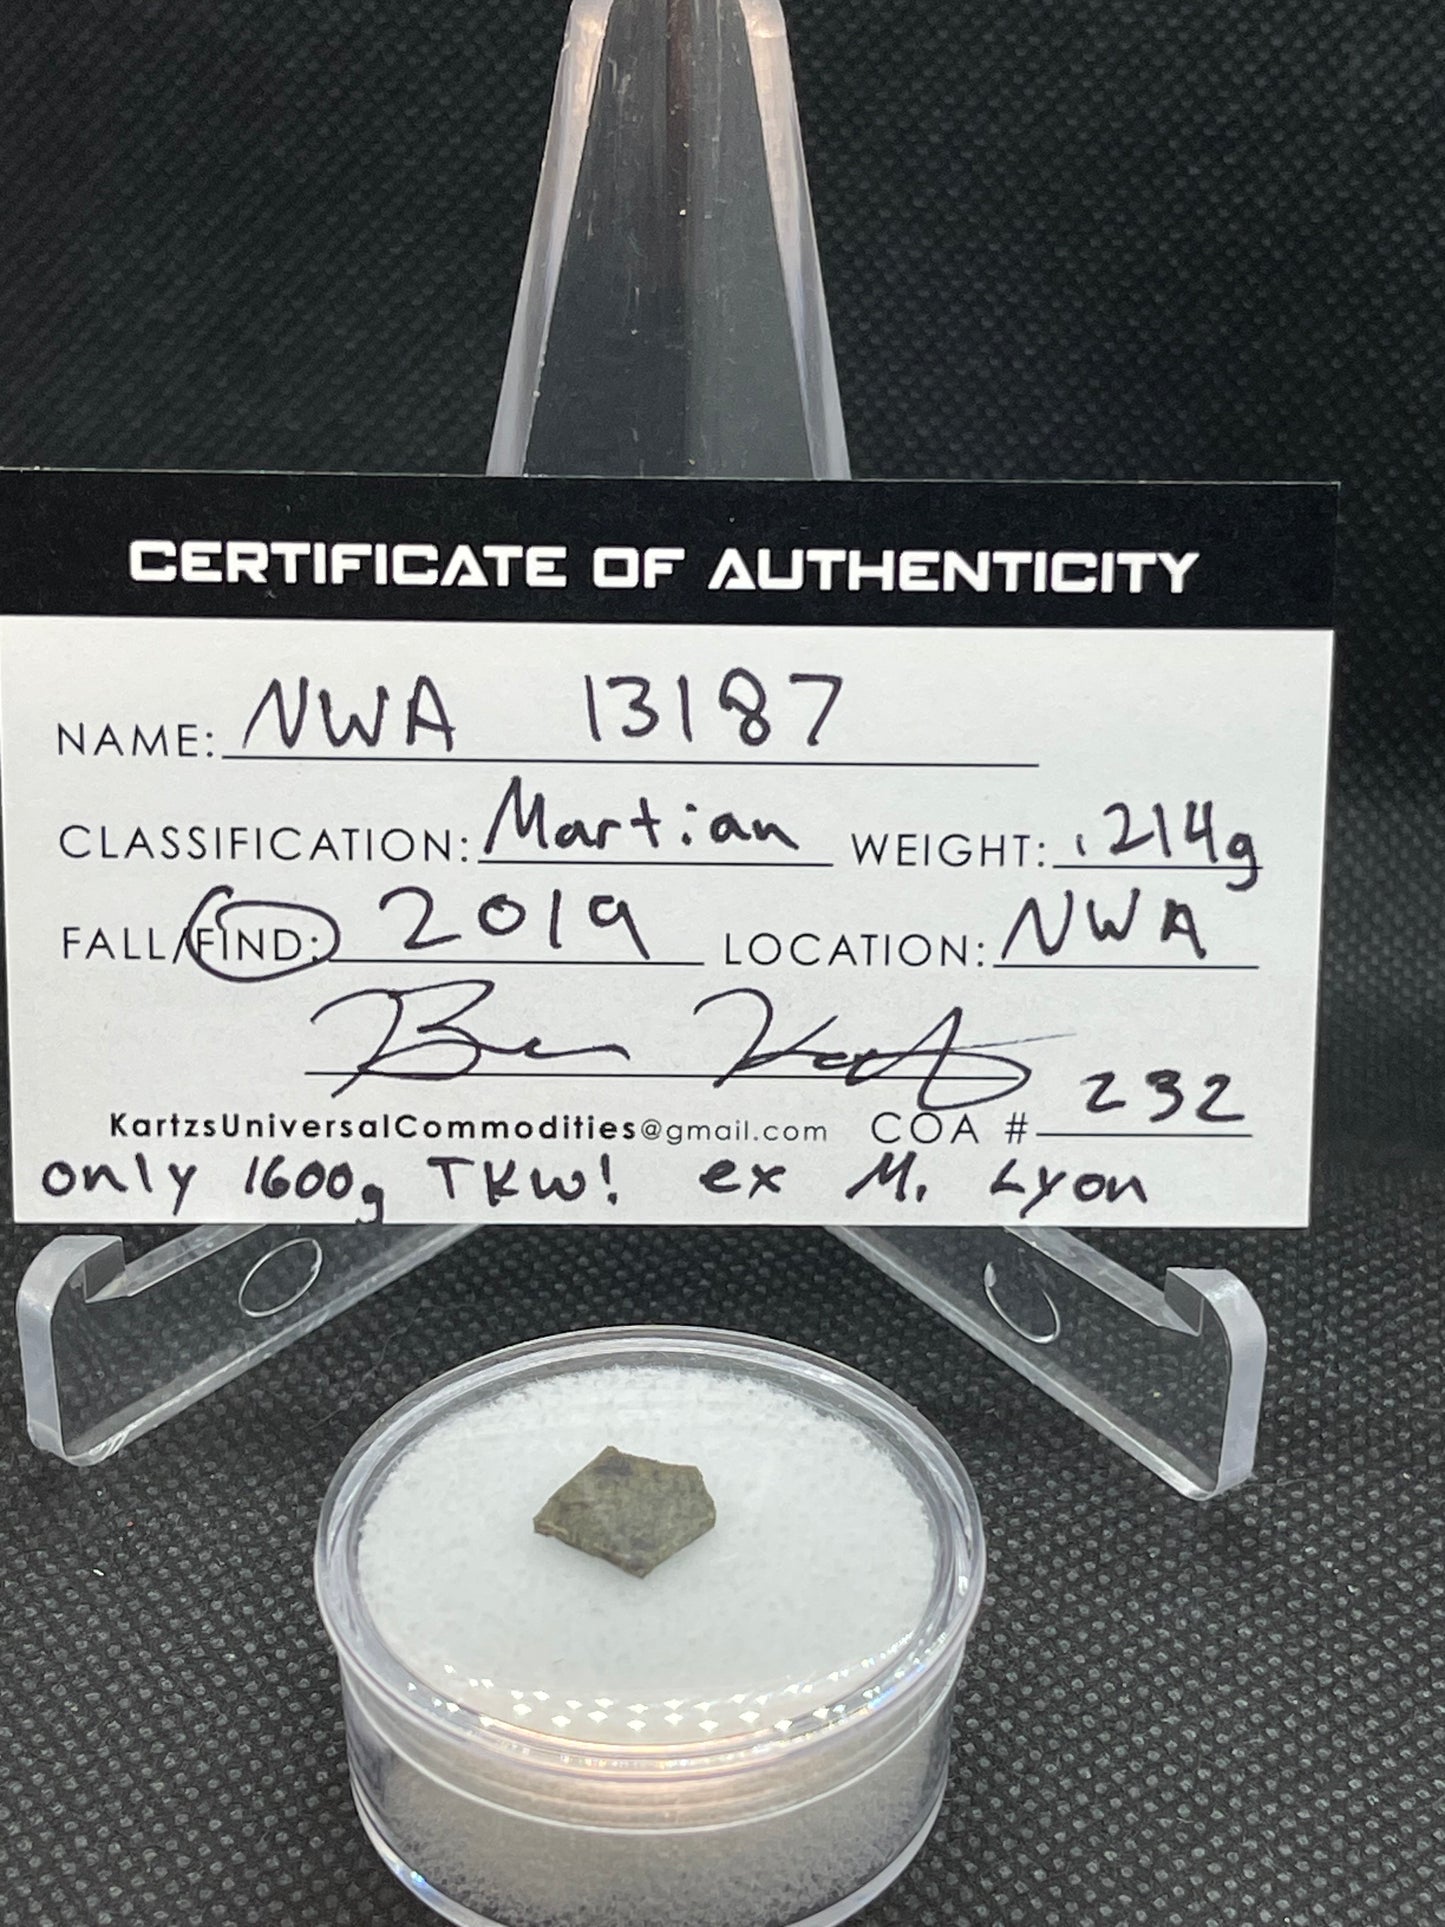 CERTIFICATE OF AUTHENTICITY
NAME: NWA 13187
CLASSIFICATION: Martian WEIGHT: .214g
FALL/FIND: 2019 LOCATION: NWA
Ben
KartzsUniversalCommodities@gmail.com COA # 232
only 1600g TKW! ex M. Lyon